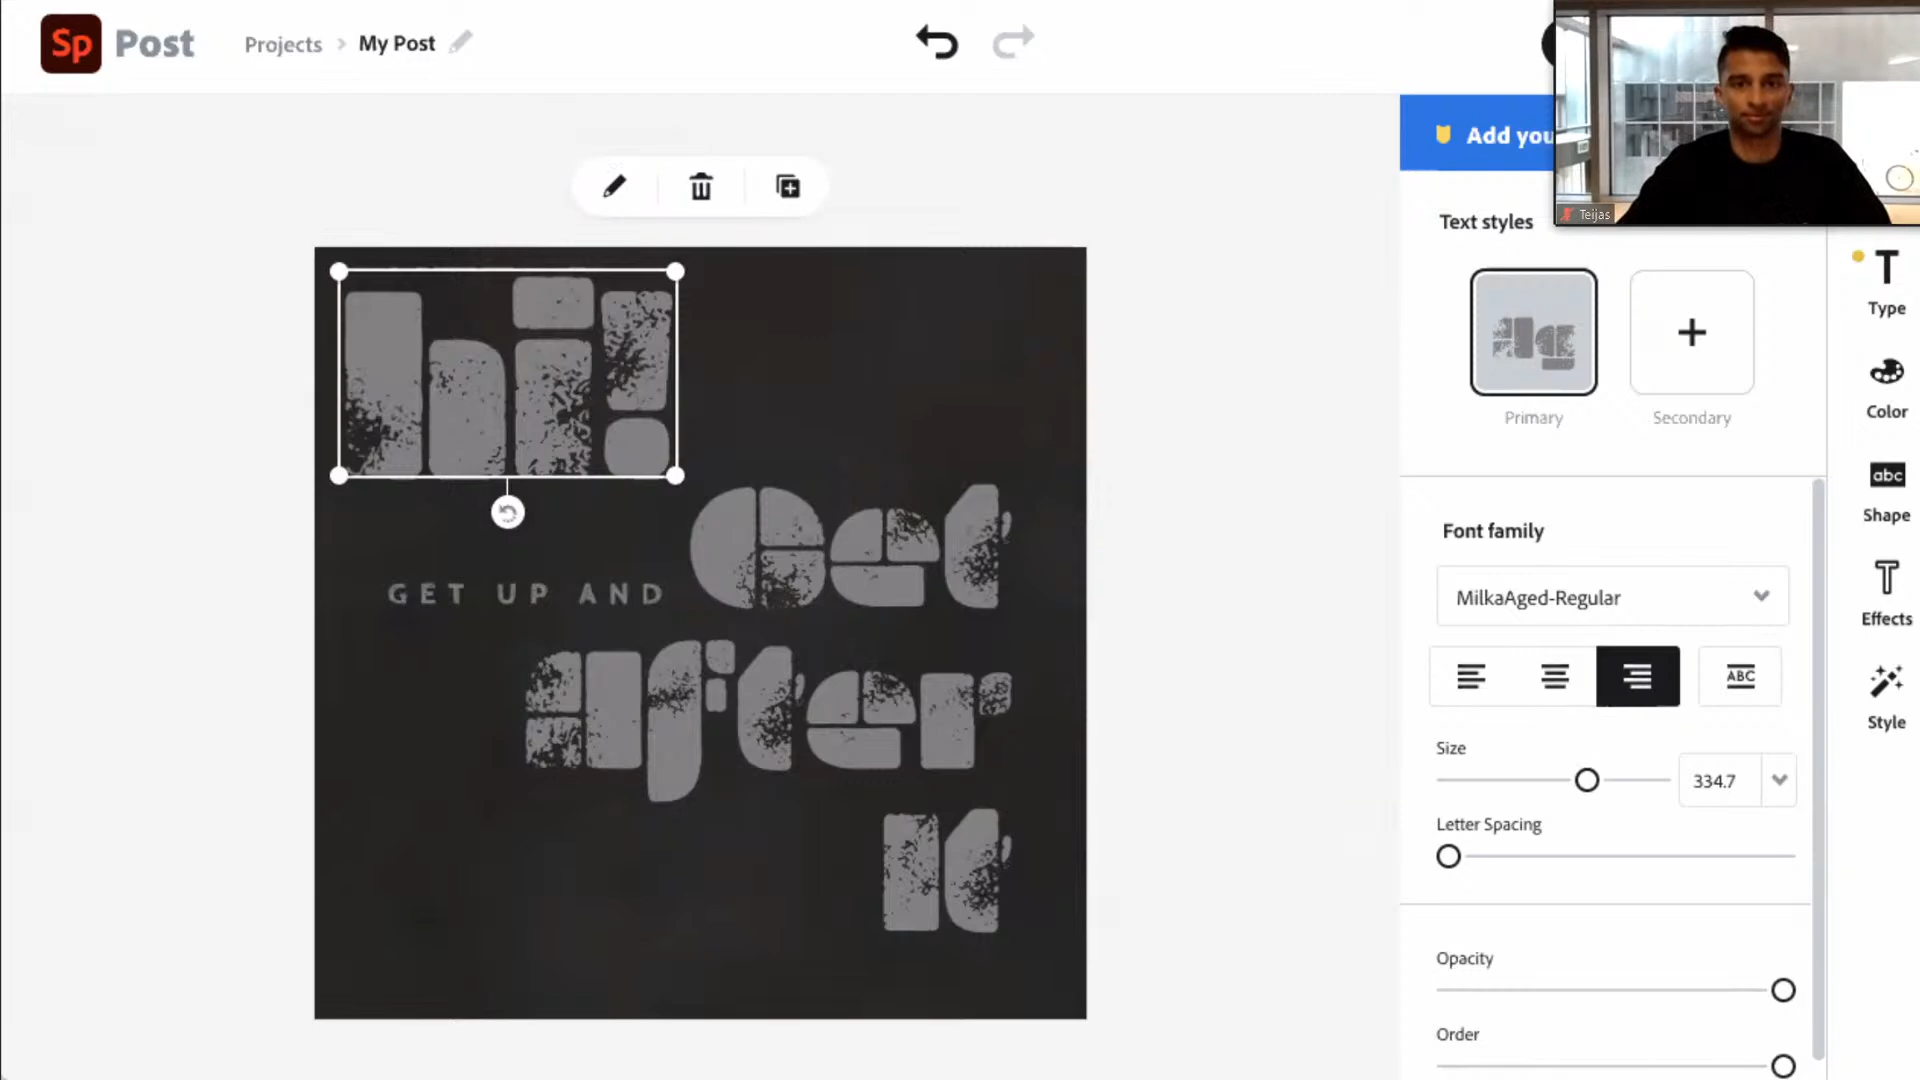 Sp Post
Projects > My Post
Add you
Teijas
Text styles
Primary
Secondary
Type
Color
abc
Shape
Effects
Style
hi!
GET UP AND Get
after
it
Font family
MilkaAged-Regular
ABC
Size
334.7
Letter Spacing
Opacity
Order